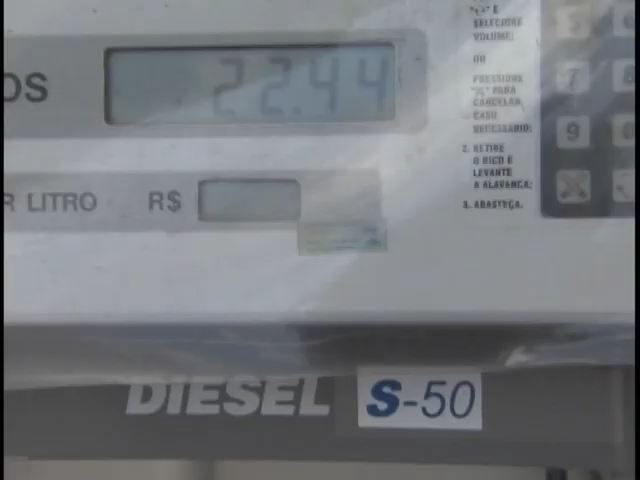 OS 22.44
R LITRO R$
"←" E
SELECIONE
VOLUME;
OU
PRESSIONE
PARA
CANCELAR,
CASO
NECESSÁRIO;
2. RETIRE
O BICO E
LEVANTE
A ALAVANCA;
3. ABASTEÇA.
7
9
DIESEL S-50